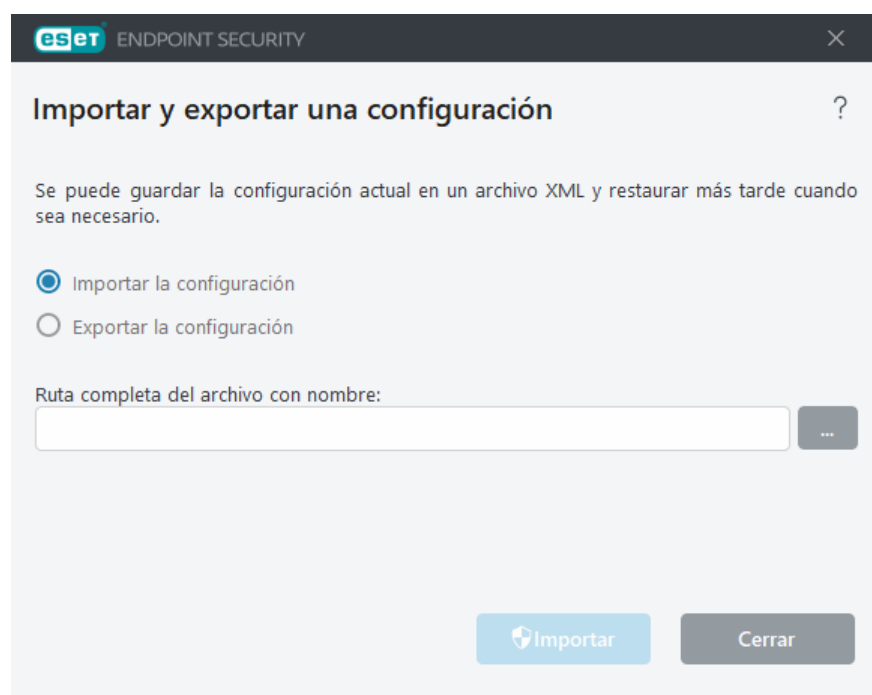 eset ENDPOINT SECURITY
Importar y exportar una configuración
?
Se puede guardar la configuración actual en un archivo XML y restaurar más tarde cuando
sea necesario.
Importar la configuración
Exportar la configuración
Ruta completa del archivo con nombre:
...
Importar
Cerrar